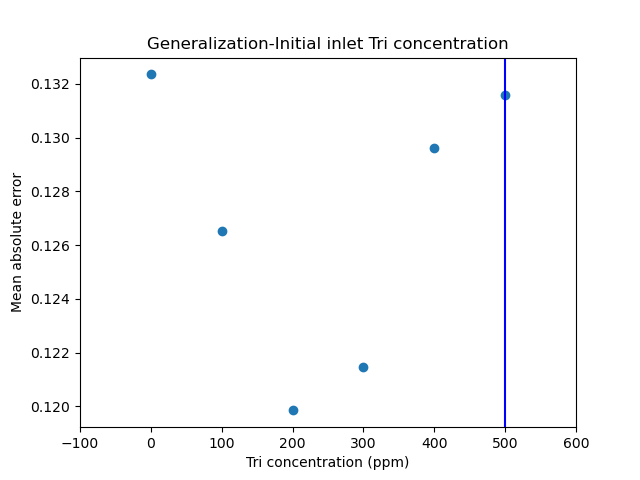 Generalization-Initial inlet Tri concentration
Mean absolute error
0.132
0.130
0.128
0.126
0.124
0.122
0.120
−100 0 100 200 300 400 500 600
Tri concentration (ppm)